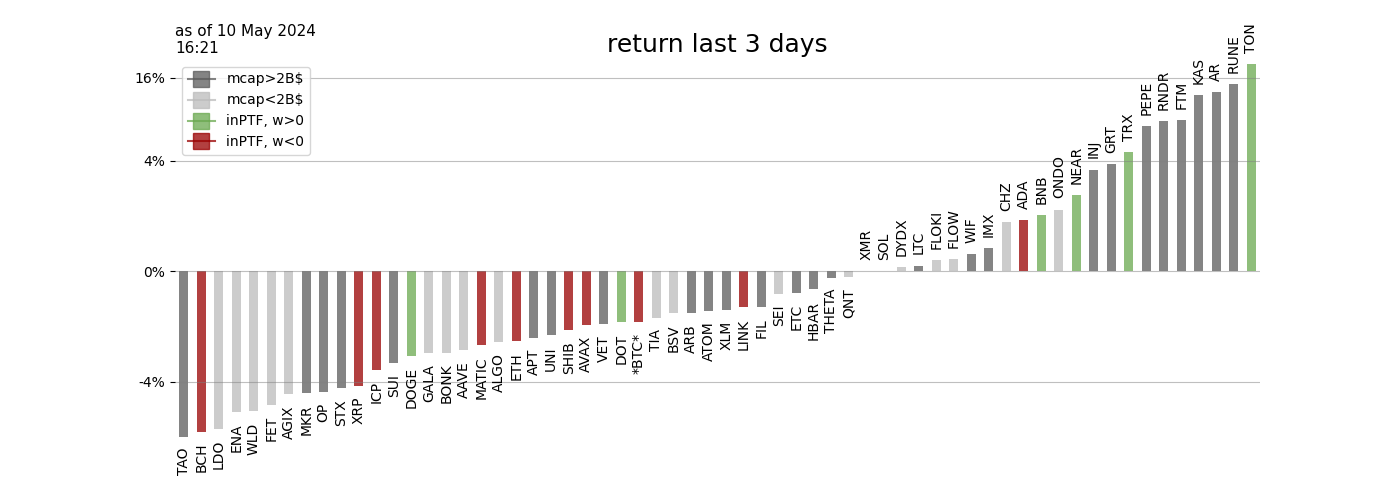 as of 10 May 2024
16:21
return last 3 days
mcap>2B$
mcap<2B$
inPTF, w>0
inPTF, w<0
16%
4%
0%
-4%
TAO
BCH
LDO
ENA
WLD
FET
AGIX
MKR
OP
STX
XRP
ICP
SUI
DOGE
GALA
BONK
AAVE
MATIC
ALGO
ETH
APT
UNI
SHIB
AVAX
VET
DOT
*BTC*
TIA
BSV
ARB
ATOM
XLM
LINK
FIL
SEI
ETC
HBAR
THETA
QNT
XMR
SOL
DYDX
LTC
FLOKI
FLOW
WIF
IMX
CHZ
ADA
BNB
ONDO
NEAR
INJ
GRT
TRX
PEPE
RNDR
FTM
KAS
AR
RUNE
TON